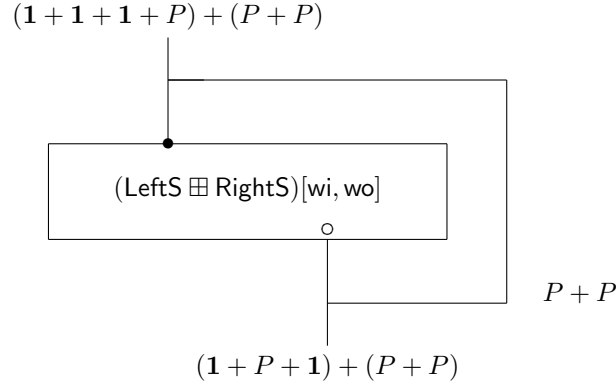 (𝟏 + 𝟏 + 𝟏 + P) + (P + P)
(LeftS ⊞ RightS)[wi, wo]
P + P
(𝟏 + P + 𝟏) + (P + P)